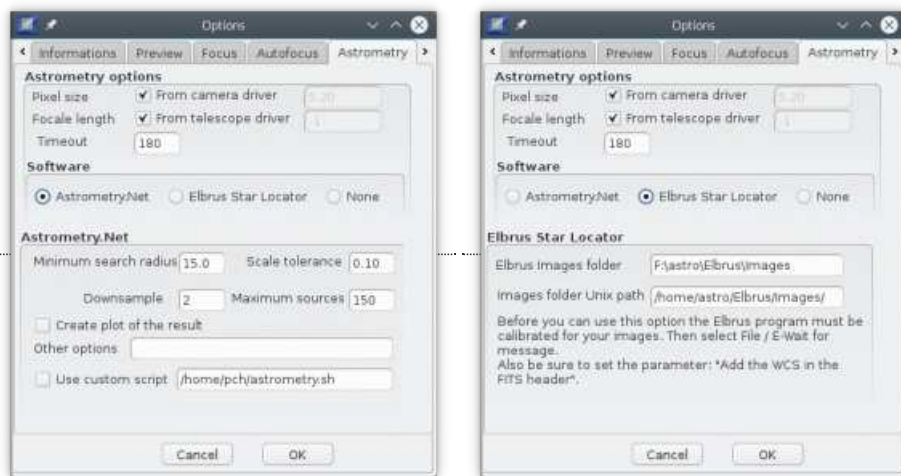 Options
Informations Preview Focus Autofocus Astrometry
Astrometry options
Pixel size From camera driver 5.20
Focale length From telescope driver -1
Timeout 180
Software
Astrometry.Net Elbrus Star Locator None
Astrometry.Net
Minimum search radius 15.0 Scale tolerance 0.10
Downsample 2 Maximum sources 150
Create plot of the result
Other options
Use custom script /home/pch/astrometry.sh
Cancel OK
Options
Informations Preview Focus Autofocus Astrometry
Astrometry options
Pixel size From camera driver 5.20
Focale length From telescope driver -1
Timeout 180
Software
Astrometry.Net Elbrus Star Locator None
Elbrus Star Locator
Elbrus Images folder F:\astro\Elbrus\Images
Images folder Unix path /home/astro/Elbrus/Images/
Before you can use this option the Elbrus program must be
calibrated for your images. Then select File / E-Wait for
message.
Also be sure to set the parameter: "Add the WCS in the
FITS header".
Cancel OK